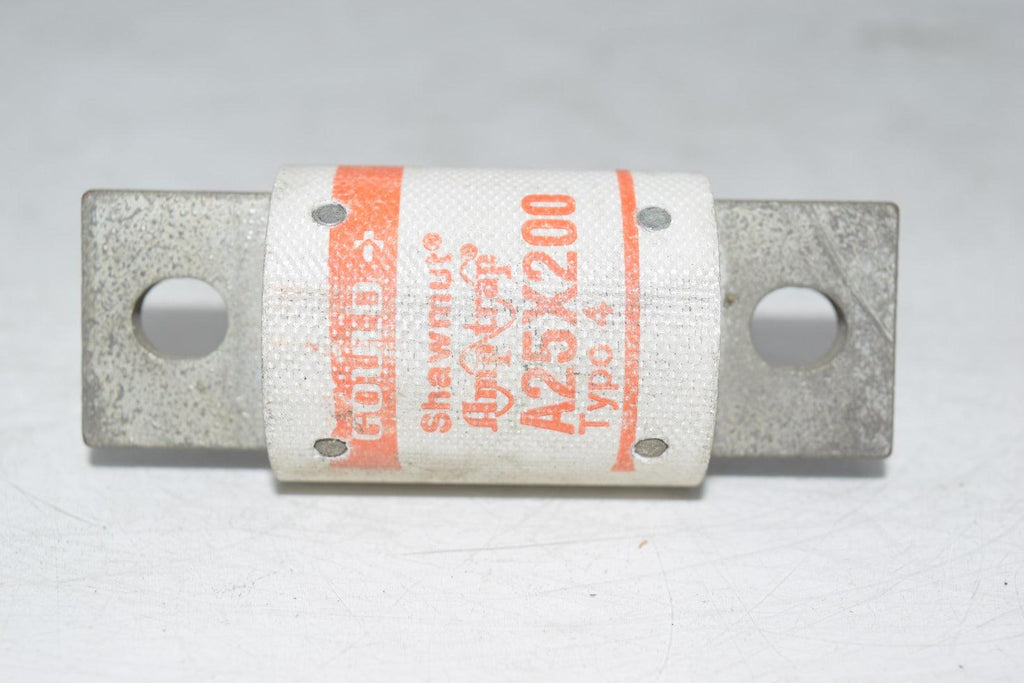 GOULD
Shawmut®
Amp-trap®
A25X200
Type 4